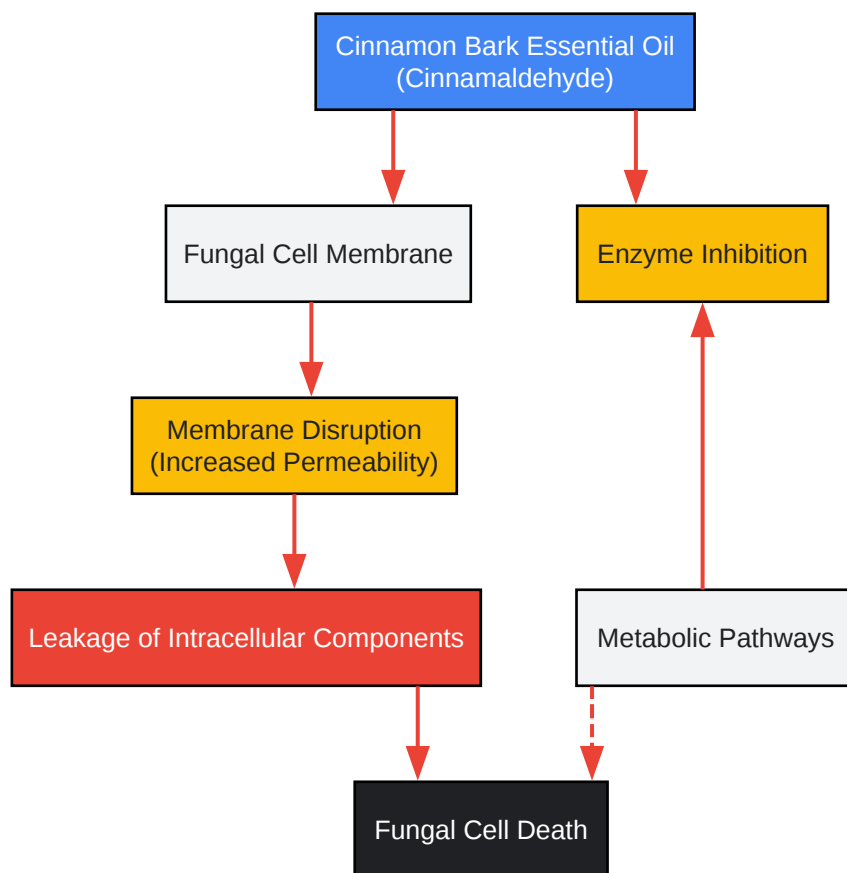 Cinnamon Bark Essential Oil
(Cinnamaldehyde)
Fungal Cell Membrane
Enzyme Inhibition
Membrane Disruption
(Increased Permeability)
Leakage of Intracellular Components
Metabolic Pathways
Fungal Cell Death